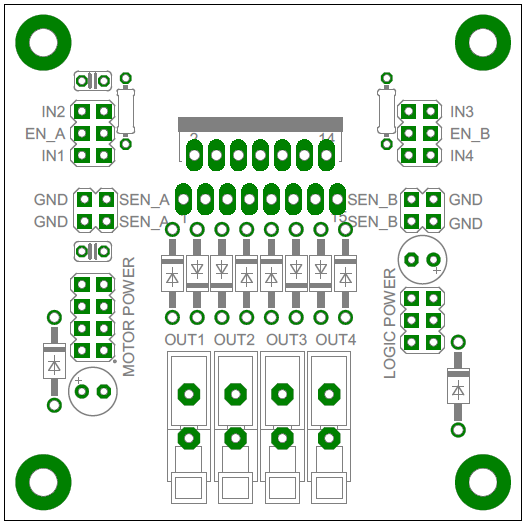 2 14
IN2 IN3
EN_A EN_B
IN1 IN4
GND SEN_A SEN_B GND
GND SEN_A SEN_B GND
1 15
MOTOR POWER
LOGIC POWER
OUT1 OUT2 OUT3 OUT4
+
+